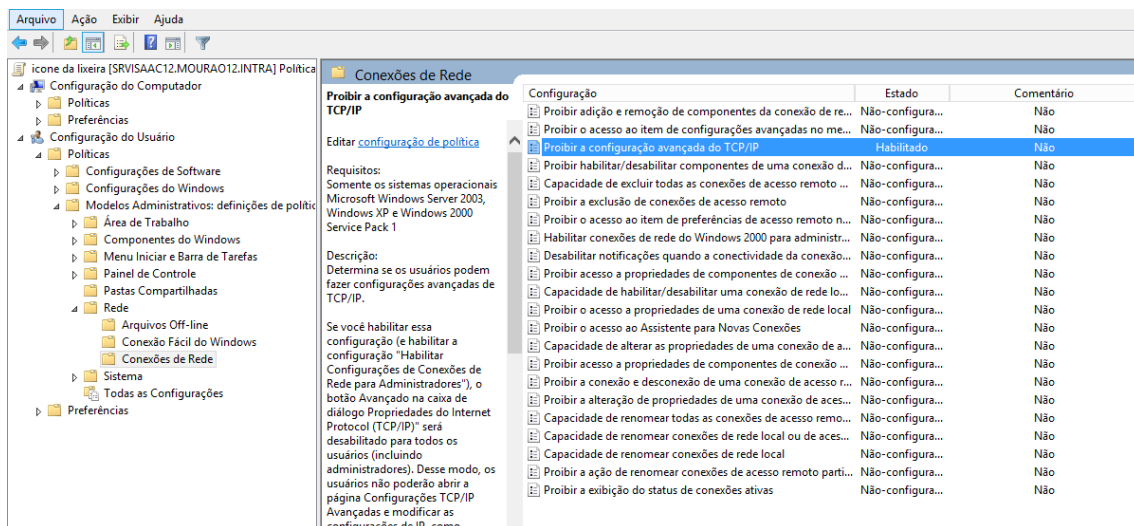 Arquivo Ação Exibir Ajuda
icone da lixeira [SRVISAAC12.MOURAO12.INTRA] Política
Configuração do Computador
Políticas
Preferências
Configuração do Usuário
Políticas
Configurações de Software
Configurações do Windows
Modelos Administrativos: definições de polític
Área de Trabalho
Componentes do Windows
Menu Iniciar e Barra de Tarefas
Painel de Controle
Pastas Compartilhadas
Rede
Arquivos Off-line
Conexão Fácil do Windows
Conexões de Rede
Sistema
Todas as Configurações
Preferências
Conexões de Rede
Proibir a configuração avançada do
TCP/IP
Editar configuração de política
Requisitos:
Somente os sistemas operacionais
Microsoft Windows Server 2003,
Windows XP e Windows 2000
Service Pack 1
Descrição:
Determina se os usuários podem
fazer configurações avançadas de
TCP/IP.
Se você habilitar essa
configuração (e habilitar a
configuração "Habilitar
Configurações de Conexões de
Rede para Administradores"), o
botão Avançado na caixa de
diálogo Propriedades do Internet
Protocol (TCP/IP)" será
desabilitado para todos os
usuários (incluindo
administradores). Desse modo, os
usuários não poderão abrir a
página Configurações TCP/IP
Avançadas e modificar as
configurações de IP, como
Configuração Estado Comentário
Proibir adição e remoção de componentes da conexão de re... Não-configura... Não
Proibir o acesso ao item de configurações avançadas no me... Não-configura... Não
Proibir a configuração avançada do TCP/IP Habilitado Não
Proibir habilitar/desabilitar componentes de uma conexão d... Não-configura... Não
Capacidade de excluir todas as conexões de acesso remoto ... Não-configura... Não
Proibir a exclusão de conexões de acesso remoto Não-configura... Não
Proibir o acesso ao item de preferências de acesso remoto n... Não-configura... Não
Habilitar conexões de rede do Windows 2000 para administr... Não-configura... Não
Desabilitar notificações quando a conectividade da conexão... Não-configura... Não
Proibir acesso a propriedades de componentes de conexão ... Não-configura... Não
Capacidade de habilitar/desabilitar uma conexão de rede lo... Não-configura... Não
Proibir o acesso a propriedades de uma conexão de rede local Não-configura... Não
Proibir o acesso ao Assistente para Novas Conexões Não-configura... Não
Capacidade de alterar as propriedades de uma conexão de a... Não-configura... Não
Proibir acesso a propriedades de componentes de conexão ... Não-configura... Não
Proibir a conexão e desconexão de uma conexão de acesso r... Não-configura... Não
Proibir a alteração de propriedades de uma conexão de aces... Não-configura... Não
Capacidade de renomear todas as conexões de acesso remo... Não-configura... Não
Capacidade de renomear conexões de rede local ou de aces... Não-configura... Não
Capacidade de renomear conexões de rede local Não-configura... Não
Proibir a ação de renomear conexões de acesso remoto parti... Não-configura... Não
Proibir a exibição do status de conexões ativas Não-configura... Não